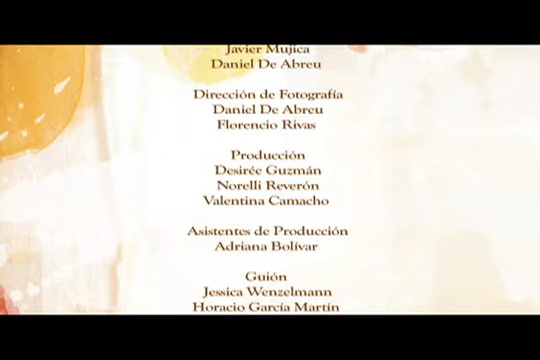 Javier Mujica
Daniel De Abreu
Dirección de Fotografía
Daniel De Abreu
Florencio Rivas
Producción
Desirée Guzmán
Norelli Reverón
Valentina Camacho
Asistentes de Producción
Adriana Bolívar
Guión
Jessica Wenzelmann
Horacio García Martín